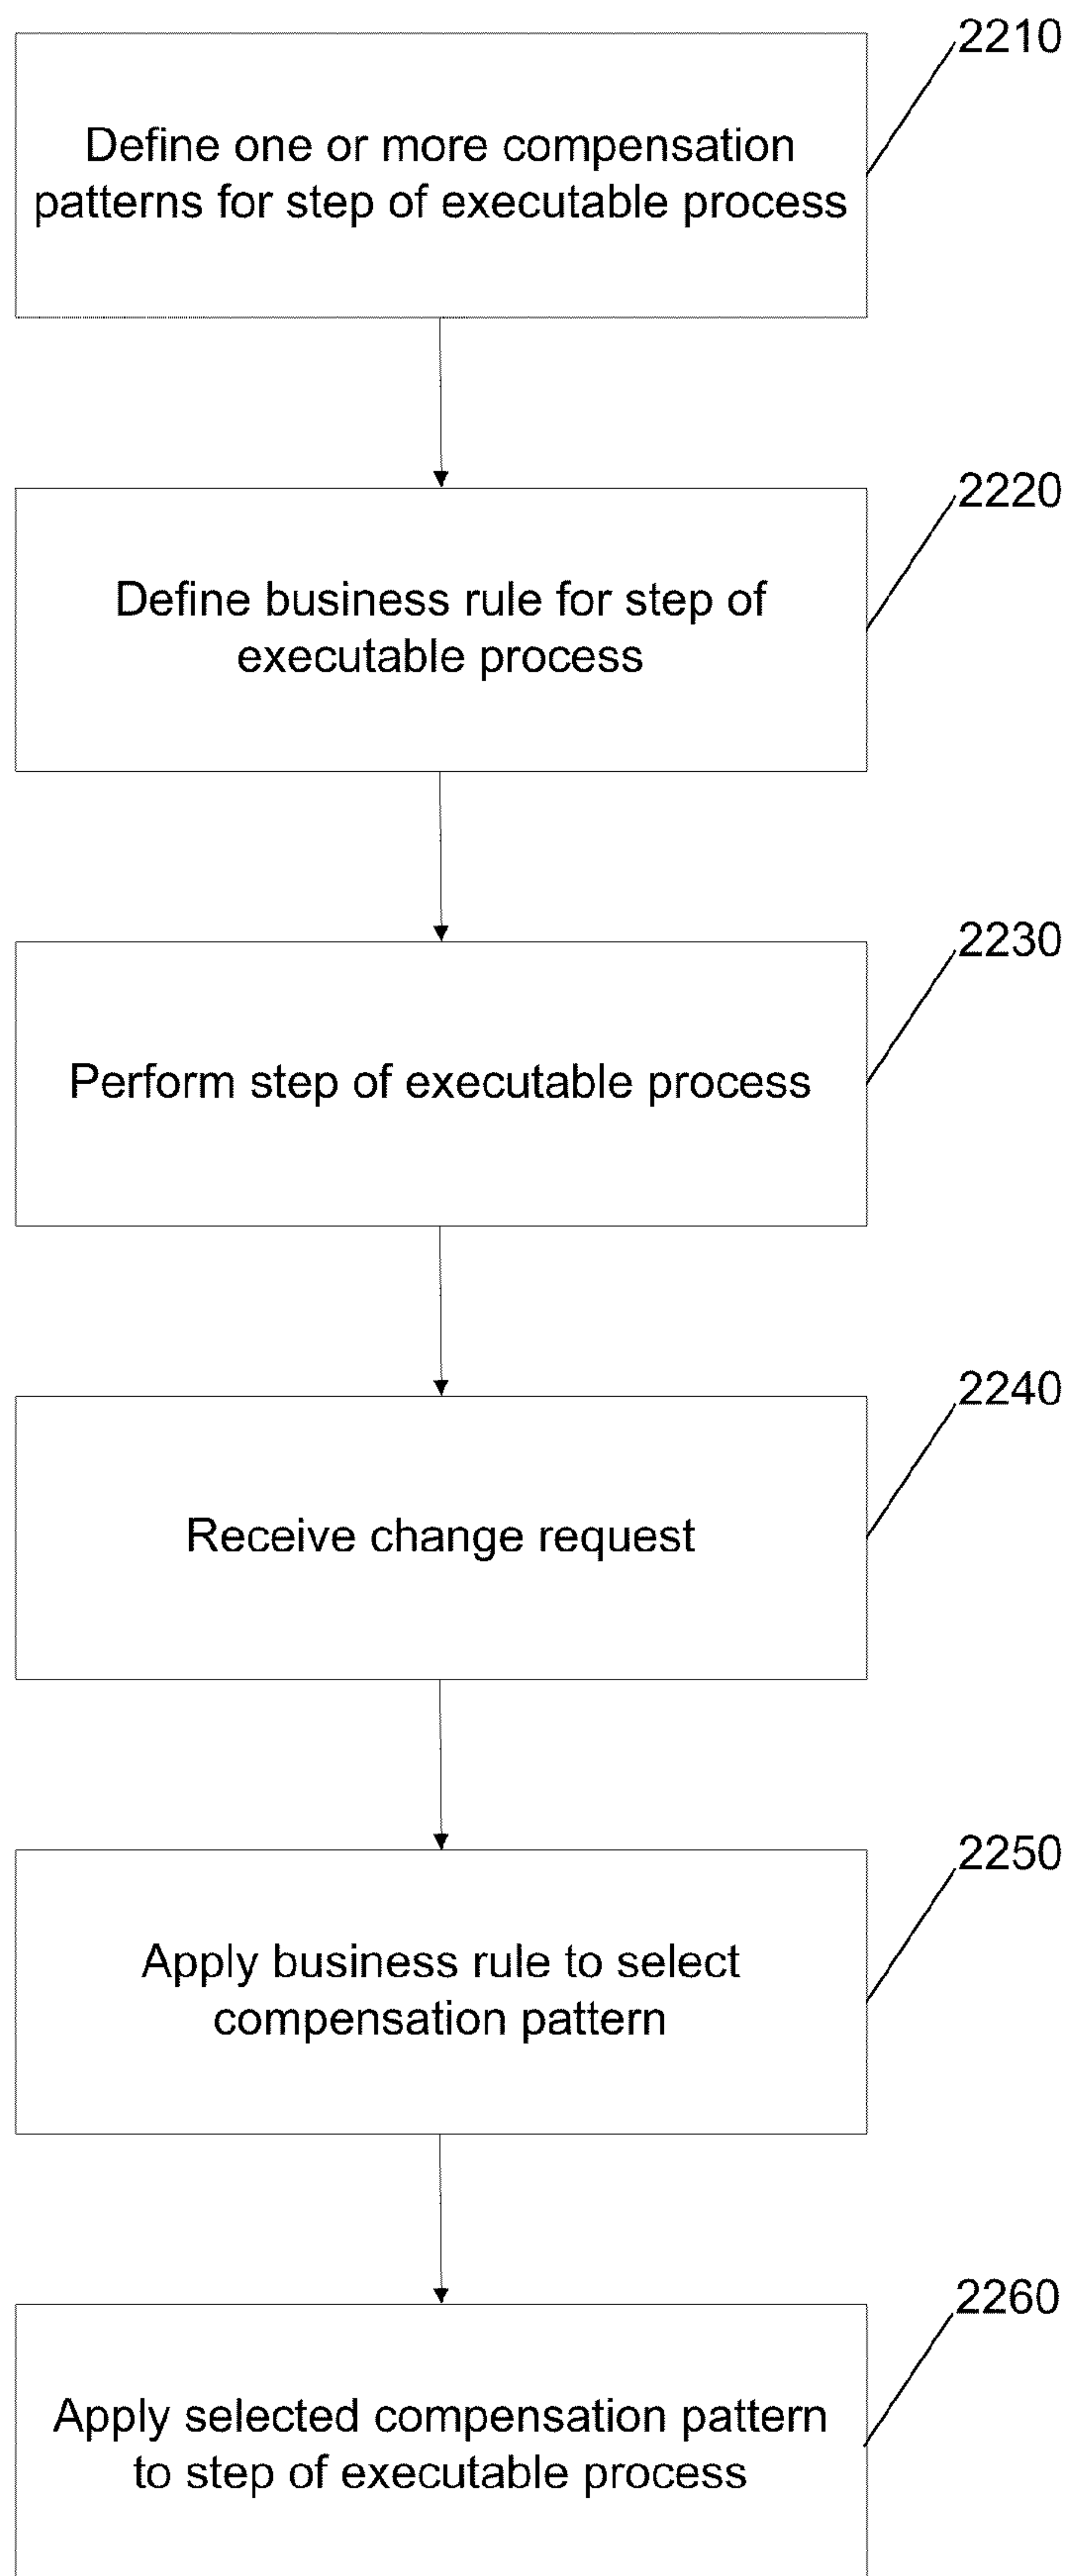 2210
Define one or more compensation
patterns for step of executable process
2220
Define business rule for step of
executable process
2230
Perform step of executable process
2240
Receive change request
2250
Apply business rule to select
compensation pattern
2260
Apply selected compensation pattern
to step of executable process